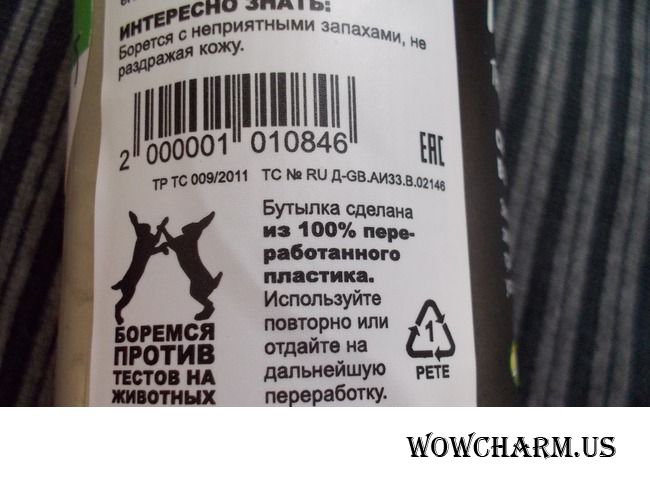 ИНТЕРЕСНО ЗНАТЬ:
Борется с неприятными запахами, не
раздражая кожу.
2 000001 010846
EAC
ТР ТС 009/2011 ТС № RU Д-GB.АИ33.В.02146
БОРЕМСЯ
ПРОТИВ
ТЕСТОВ НА
ЖИВОТНЫХ
Бутылка сделана
из 100% пере-
работанного
пластика.
Используйте
повторно или
отдайте на
дальнейшую
переработку.
1
PETE
WOWCHARM.US